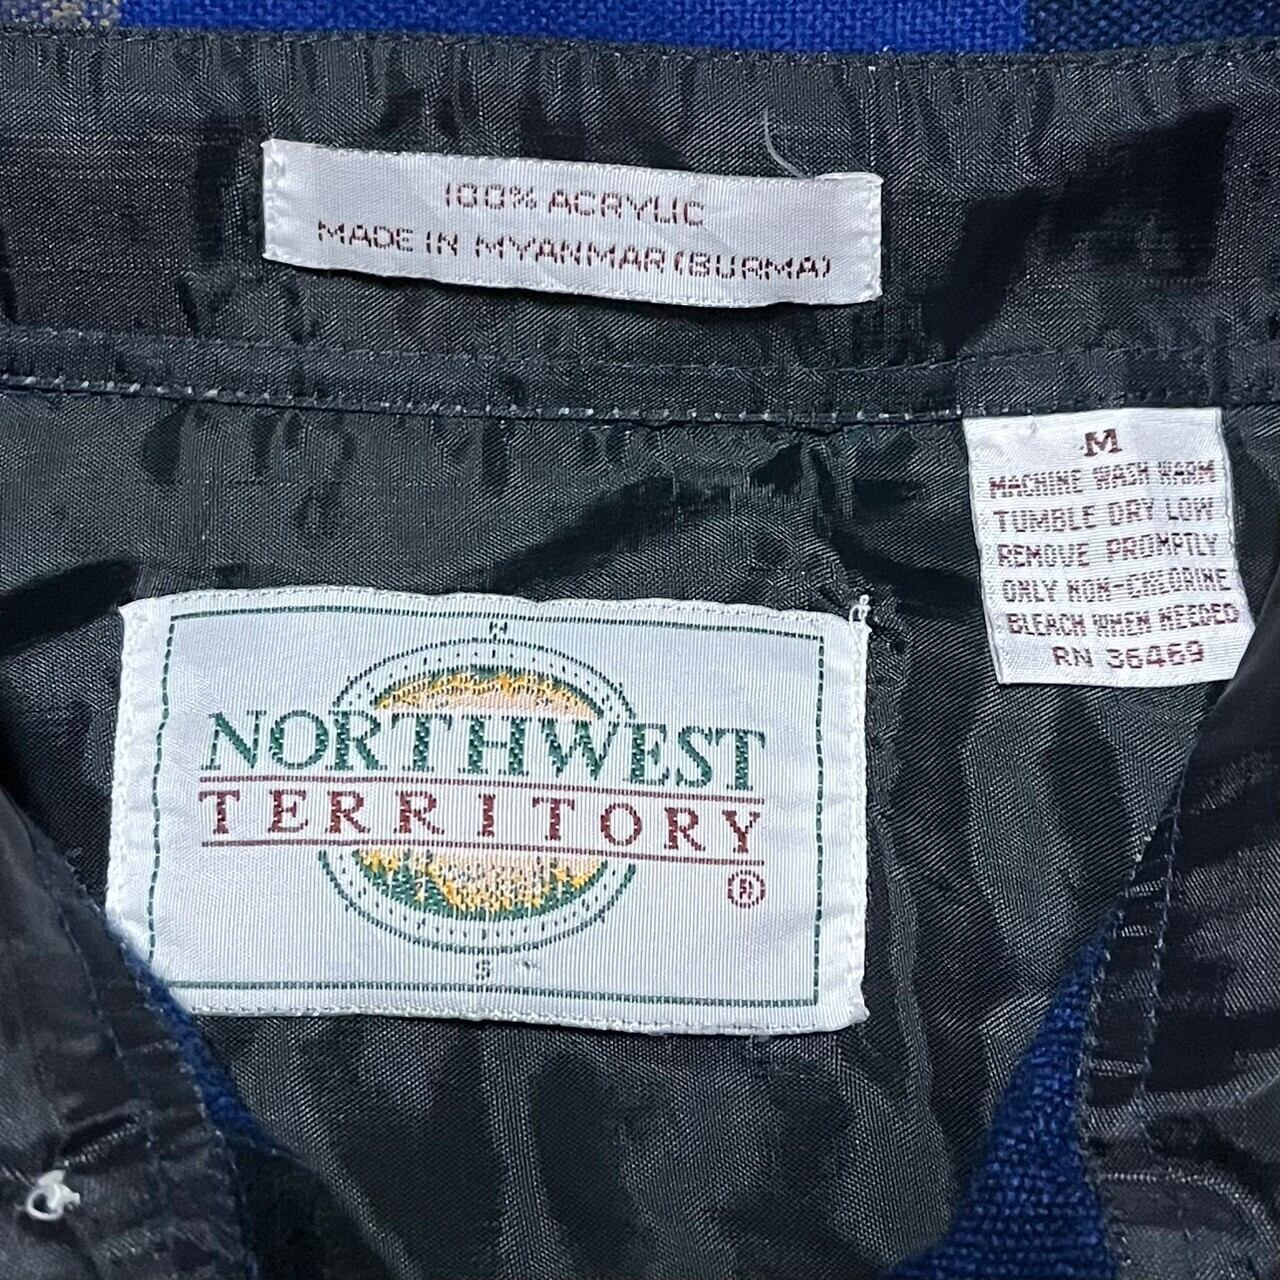 100% ACRYLIC
MADE IN MYANMAR (BURMA)
M
MACHINE WASH WARM
TUMBLE DRY LOW
REMOVE PROMPTLY
ONLY NON-CHLORINE
BLEACH WHEN NEEDED
RN 36469
N
NORTHWEST
TERRITORY
®
S